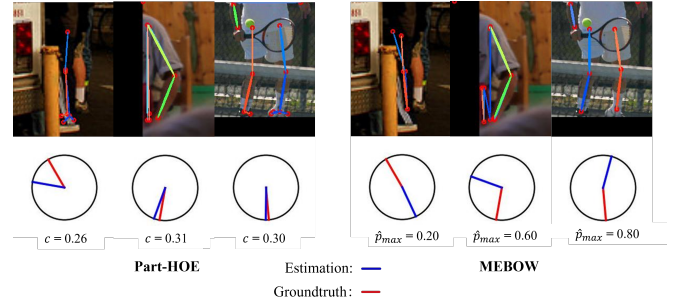 c = 0.26
c = 0.31
c = 0.30
p̂max = 0.20
p̂max = 0.60
p̂max = 0.80
Part-HOE
MEBOW
Estimation:
Groundtruth: